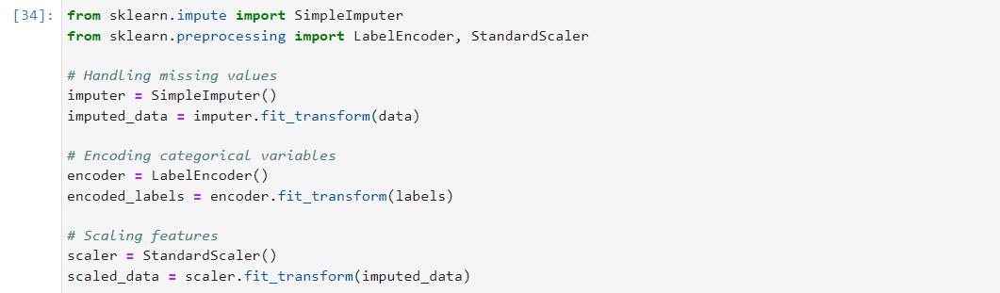 [34]: from sklearn.impute import SimpleImputer
from sklearn.preprocessing import LabelEncoder, StandardScaler
# Handling missing values
imputer = SimpleImputer()
imputed_data = imputer.fit_transform(data)
# Encoding categorical variables
encoder = LabelEncoder()
encoded_labels = encoder.fit_transform(labels)
# Scaling features
scaler = StandardScaler()
scaled_data = scaler.fit_transform(imputed_data)